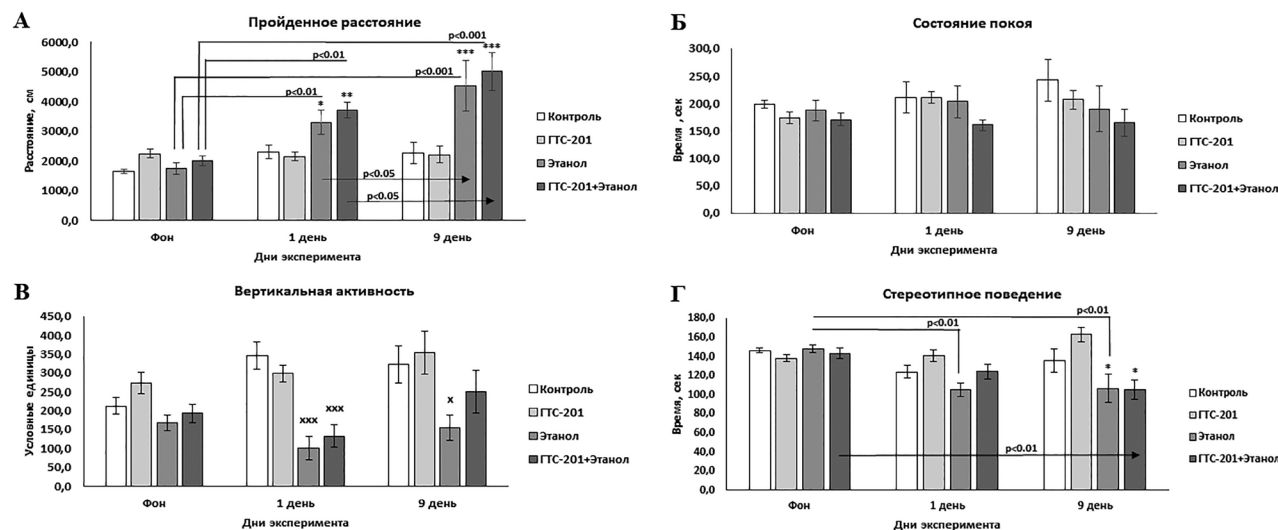 А
Пройденное расстояние
Расстояние, см
6000,0
5000,0
4000,0
3000,0
2000,0
1000,0
0,0
p<0.001
p<0.01
p<0.001
p<0.01
*
**
***
***
p<0.05
p<0.05
Фон
1 день
9 день
Дни эксперимента
Контроль
ГТС-201
Этанол
ГТС-201+Этанол
Б
Состояние покоя
Время , сек
300,0
250,0
200,0
150,0
100,0
50,0
0,0
Фон
1 день
9 день
Дни эксперимента
Контроль
ГТС-201
Этанол
ГТС-201+Этанол
В
Вертикальная активность
Условные единицы
450,0
400,0
350,0
300,0
250,0
200,0
150,0
100,0
50,0
0,0
xxx
xxx
x
Фон
1 день
9 день
Дни эксперимента
Контроль
ГТС-201
Этанол
ГТС-201+Этанол
Г
Стереотипное поведение
Время, сек
180,0
160,0
140,0
120,0
100,0
80,0
60,0
40,0
20,0
0,0
p<0.01
p<0.01
*
*
p<0.01
Фон
1 день
9 день
Дни эксперимента
Контроль
ГТС-201
Этанол
ГТС-201+Этанол